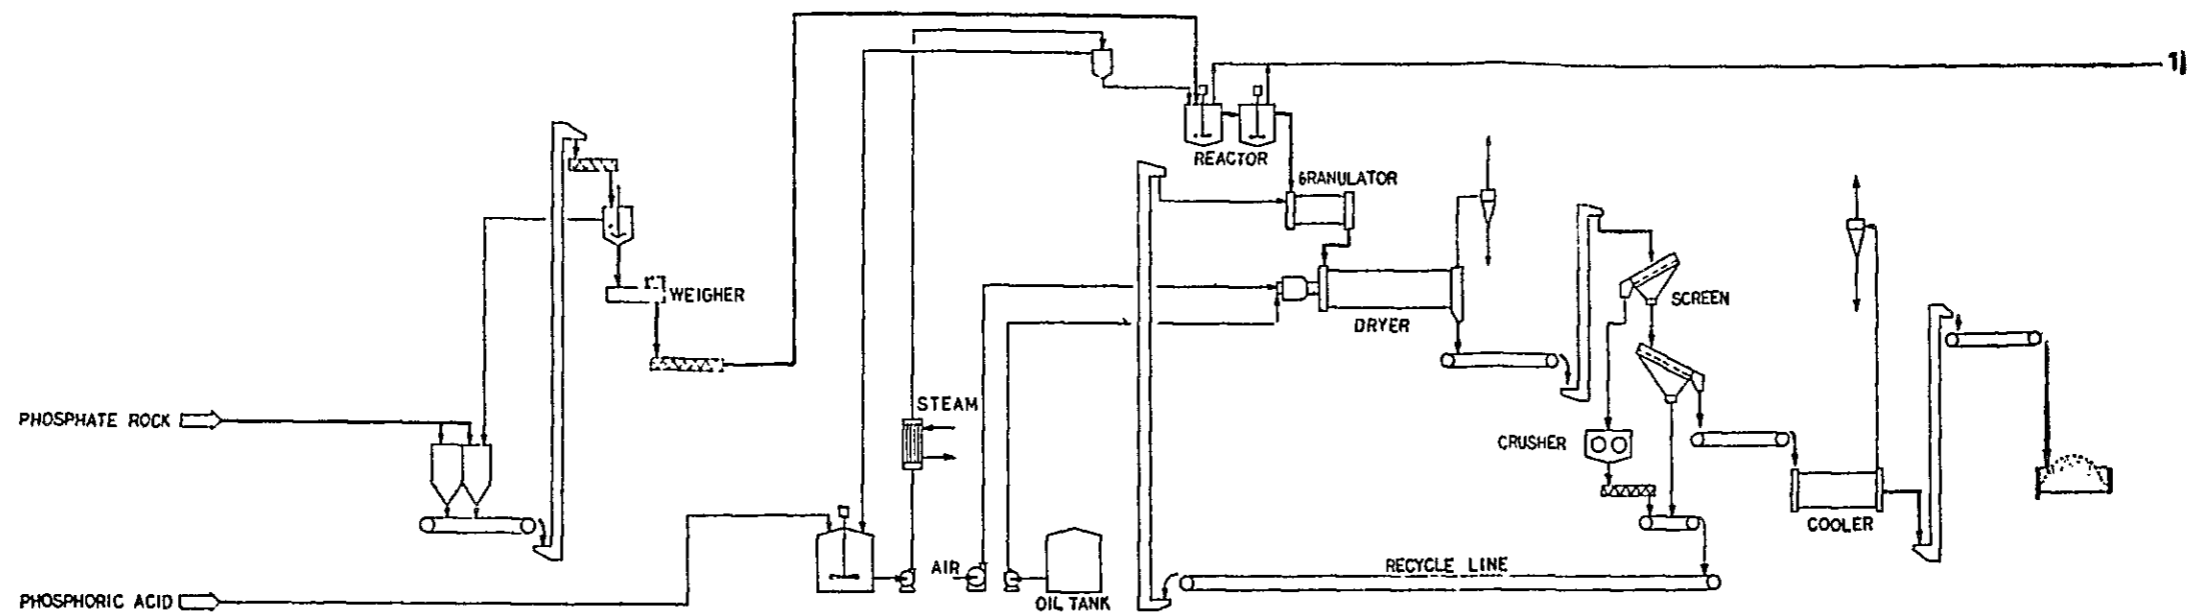 1)
REACTOR
GRANULATOR
WEIGHER
SCREEN
DRYER
STEAM
PHOSPHATE ROCK
CRUSHER
COOLER
AIR
RECYCLE LINE
PHOSPHORIC ACID
OIL TANK